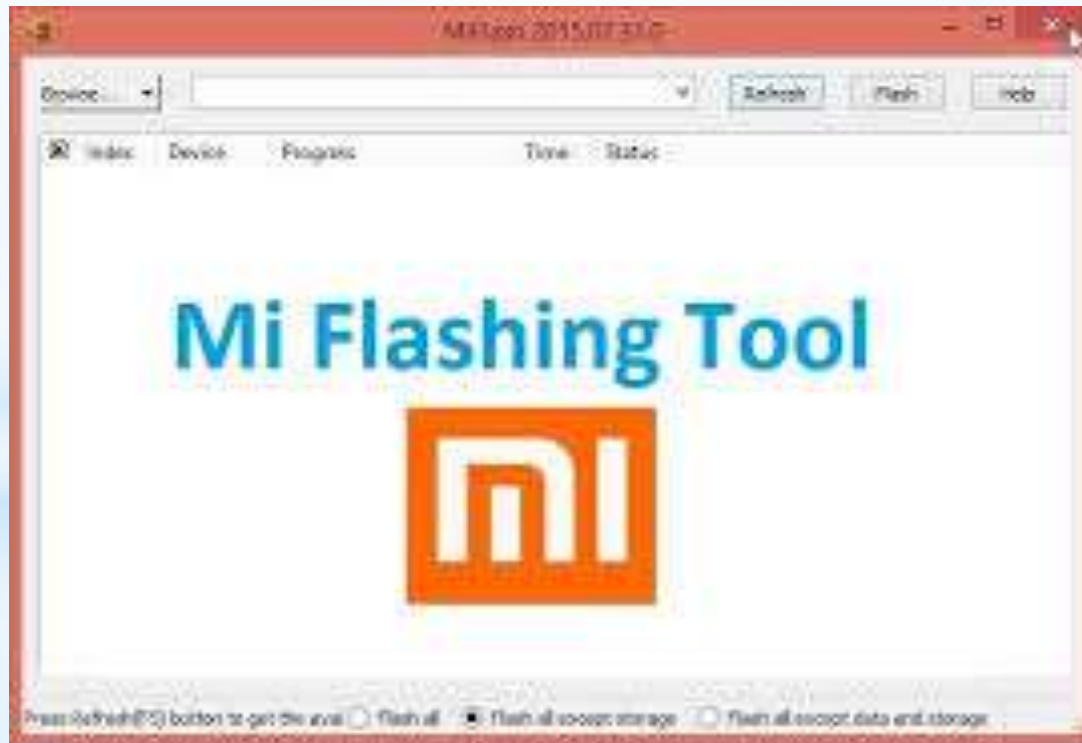 MiFlash 2015.07.31.0
Browse... Refresh Flash Help
Index Device Progress Time Status
Mi Flashing Tool
mi
Press Refresh(F5) button to get the avai Flash all Flash all except storage Flash all except data and storage